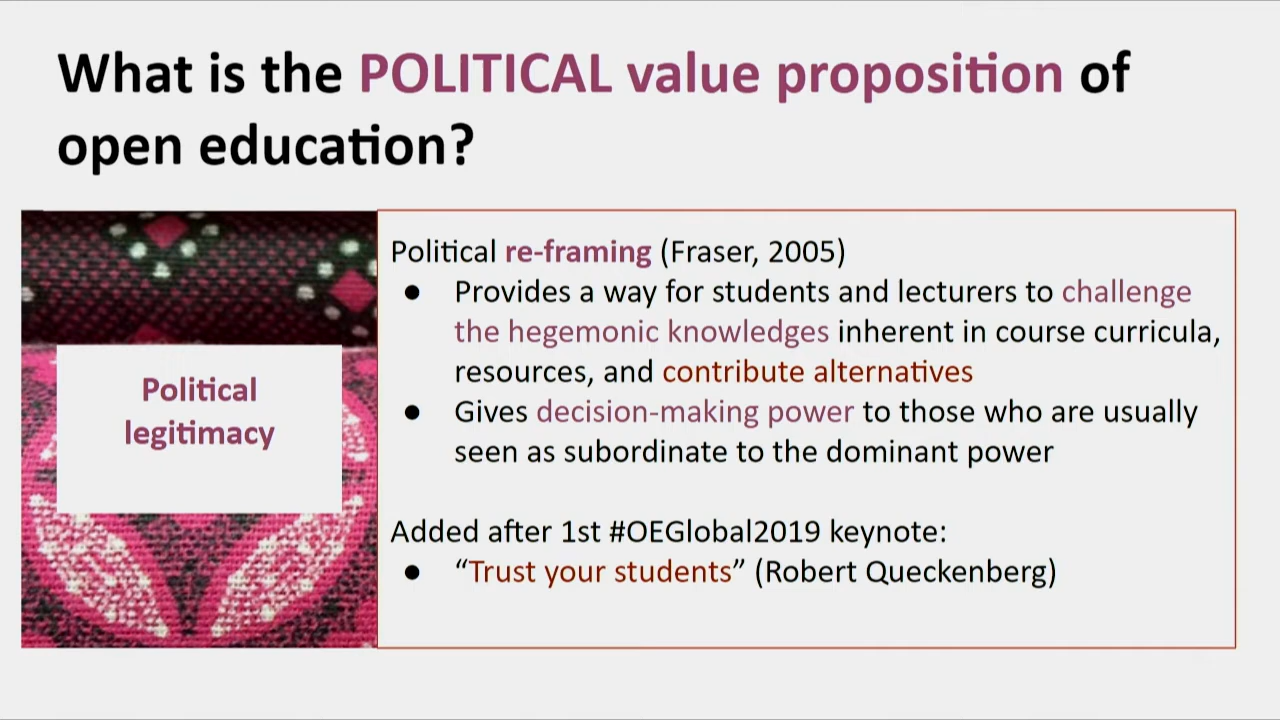 What is the POLITICAL value proposition of
open education?
Political
legitimacy
Political re-framing (Fraser, 2005)
● Provides a way for students and lecturers to challenge
the hegemonic knowledges inherent in course curricula,
resources, and contribute alternatives
● Gives decision-making power to those who are usually
seen as subordinate to the dominant power
Added after 1st #OEGlobal2019 keynote:
● “Trust your students” (Robert Queckenberg)